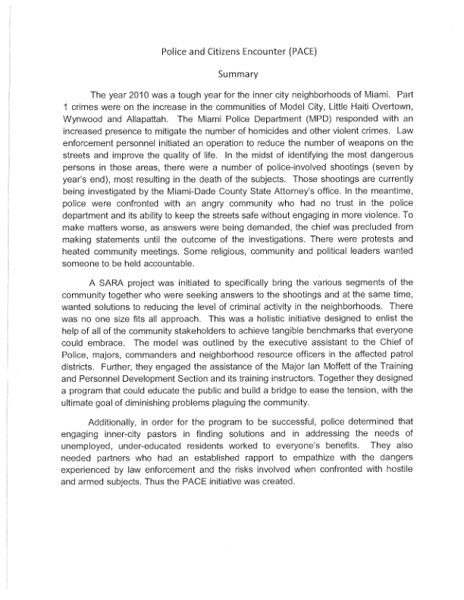 Police and Citizens Encounter (PACE)
Summary
The year 2010 was a tough year for the inner city neighborhoods of Miami. Part
1 crimes were on the increase in the communities of Model City, Little Haiti Overtown,
Wynwood and Allapattah. The Miami Police Department (MPD) responded with an
increased presence to mitigate the number of homicides and other violent crimes. Law
enforcement personnel initiated an operation to reduce the number of weapons on the
streets and improve the quality of life. In the midst of identifying the most dangerous
persons in those areas, there were a number of police-involved shootings (seven by
year's end), most resulting in the death of the subjects. Those shootings are currently
being investigated by the Miami-Dade County State Attorney's office. In the meantime,
police were confronted with an angry community who had no trust in the police
department and its ability to keep the streets safe without engaging in more violence. To
make matters worse, as answers were being demanded, the chief was precluded from
making statements until the outcome of the investigations. There were protests and
heated community meetings. Some religious, community and political leaders wanted
someone to be held accountable.
A SARA project was initiated to specifically bring the various segments of the
community together who were seeking answers to the shootings and at the same time,
wanted solutions to reducing the level of criminal activity in the neighborhoods. There
was no one size fits all approach. This was a holistic initiative designed to enlist the
help of all of the community stakeholders to achieve tangible benchmarks that everyone
could embrace. The model was outlined by the executive assistant to the Chief of
Police, majors, commanders and neighborhood resource officers in the affected patrol
districts. Further, they engaged the assistance of Major Ian Moffett of the Training
and Personnel Development Section and its training instructors. Together they designed
a program that could educate the public and build a bridge to ease the tension, with the
ultimate goal of diminishing problems plaguing the community.
Additionally, in order for the program to be successful, police determined that
engaging inner-city pastors in finding solutions and in addressing the needs of
unemployed, under-educated residents worked to everyone's benefits. They also
needed partners who had an established rapport to empathize with the dangers
experienced by law enforcement and the risks involved when confronted with hostile
and armed subjects. Thus the PACE initiative was created.